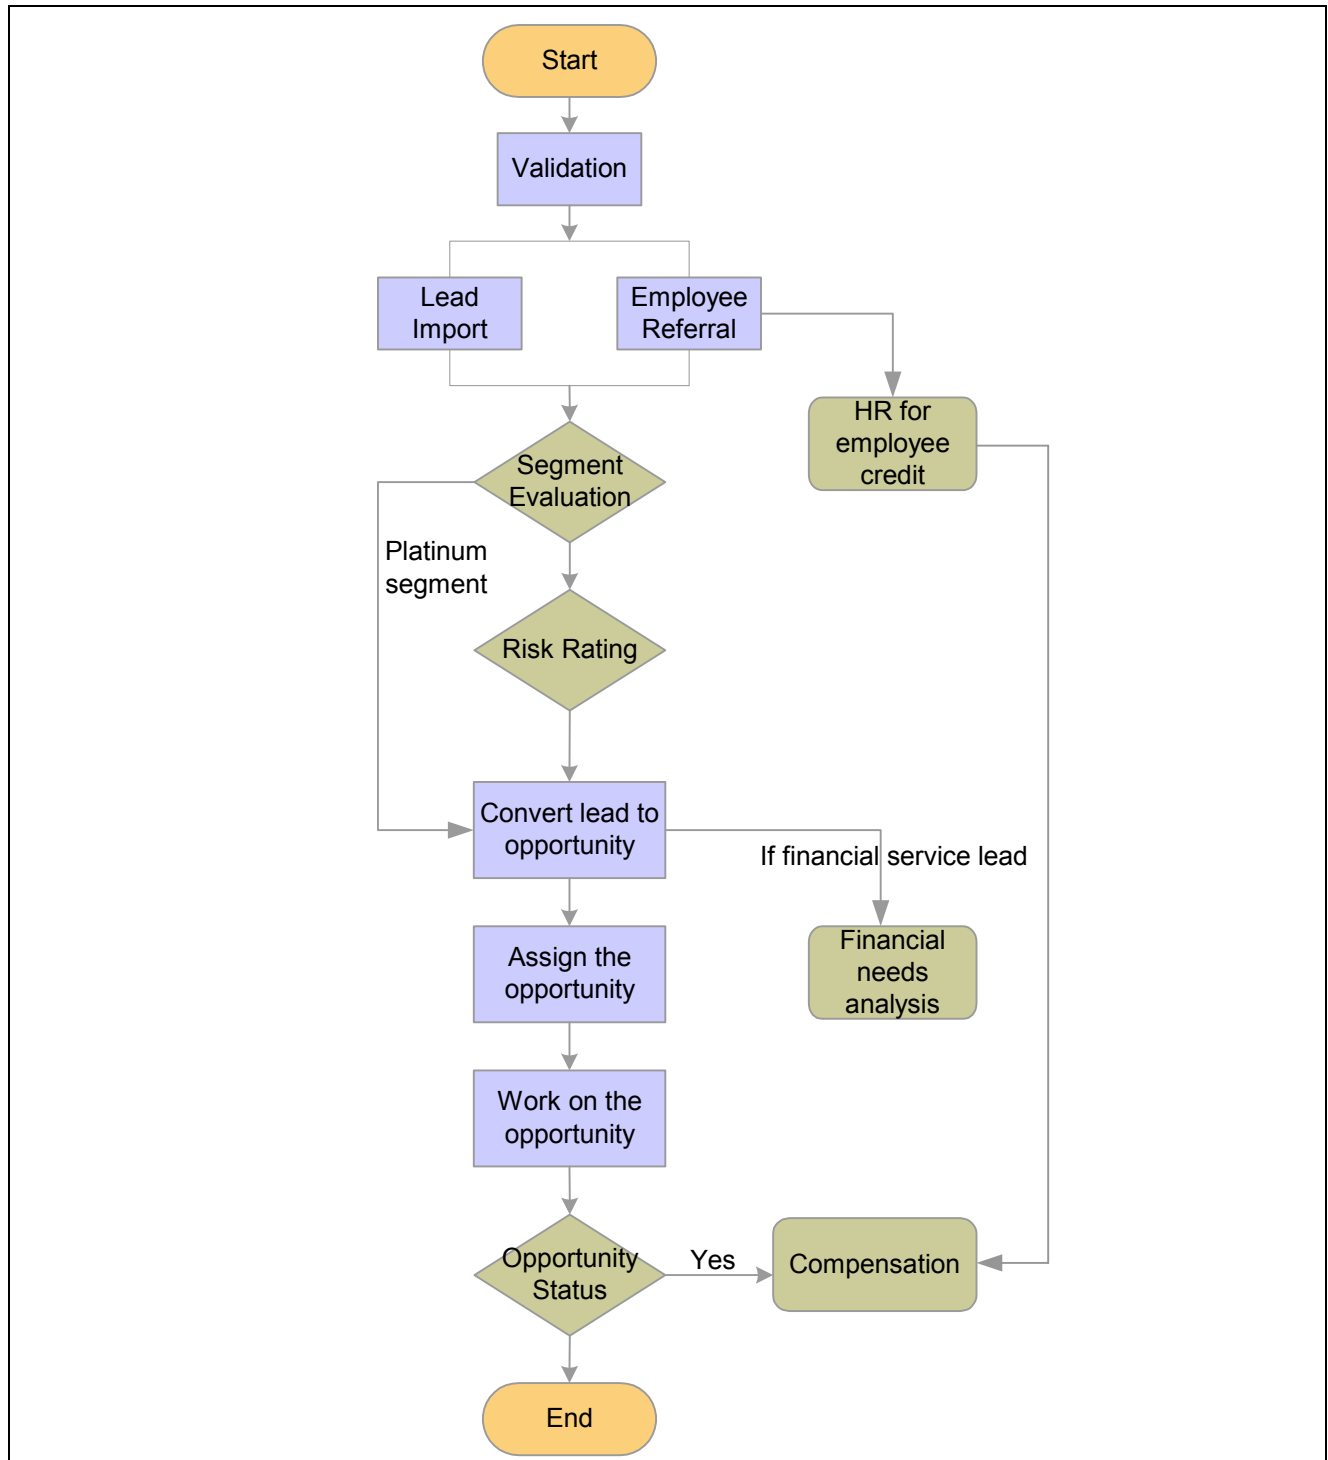 Start
Validation
Lead
Import
Employee
Referral
HR for
employee
credit
Segment
Evaluation
Platinum
segment
Risk Rating
Convert lead to
opportunity
If financial service lead
Assign the
opportunity
Financial
needs
analysis
Work on the
opportunity
Opportunity
Status
Yes
Compensation
End